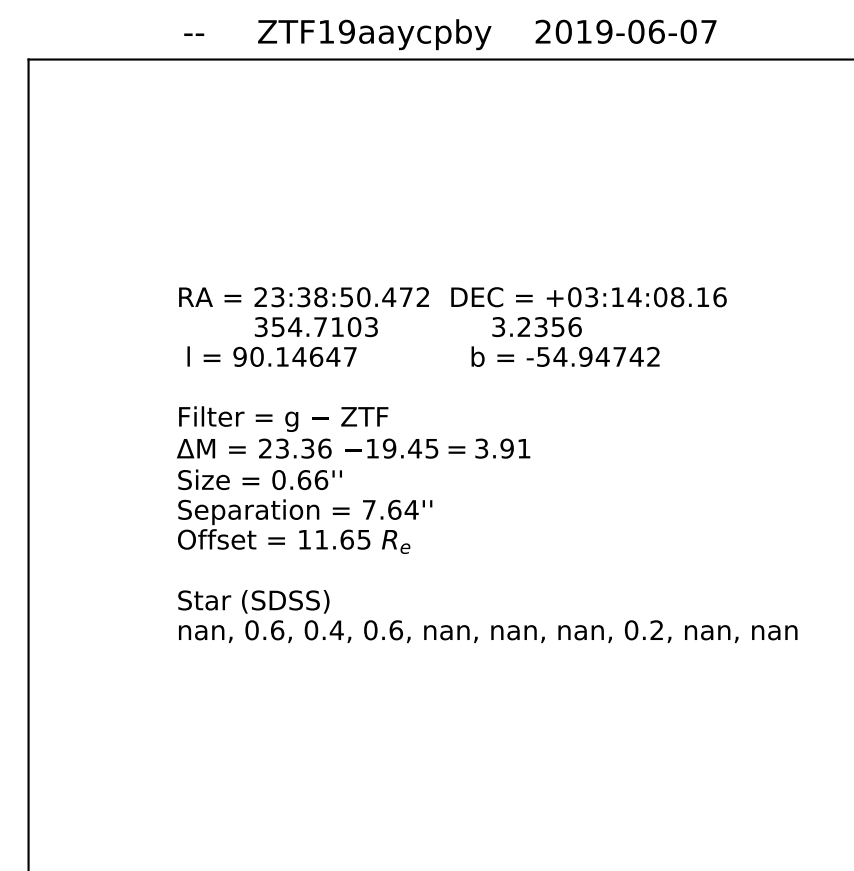 -- ZTF19aaycpby 2019-06-07
RA = 23:38:50.472 DEC = +03:14:08.16
354.7103 3.2356
l = 90.14647 b = -54.94742
Filter = g − ZTF
ΔM = 23.36 −19.45 = 3.91
Size = 0.66''
Separation = 7.64''
Offset = 11.65 Re
Star (SDSS)
nan, 0.6, 0.4, 0.6, nan, nan, nan, 0.2, nan, nan